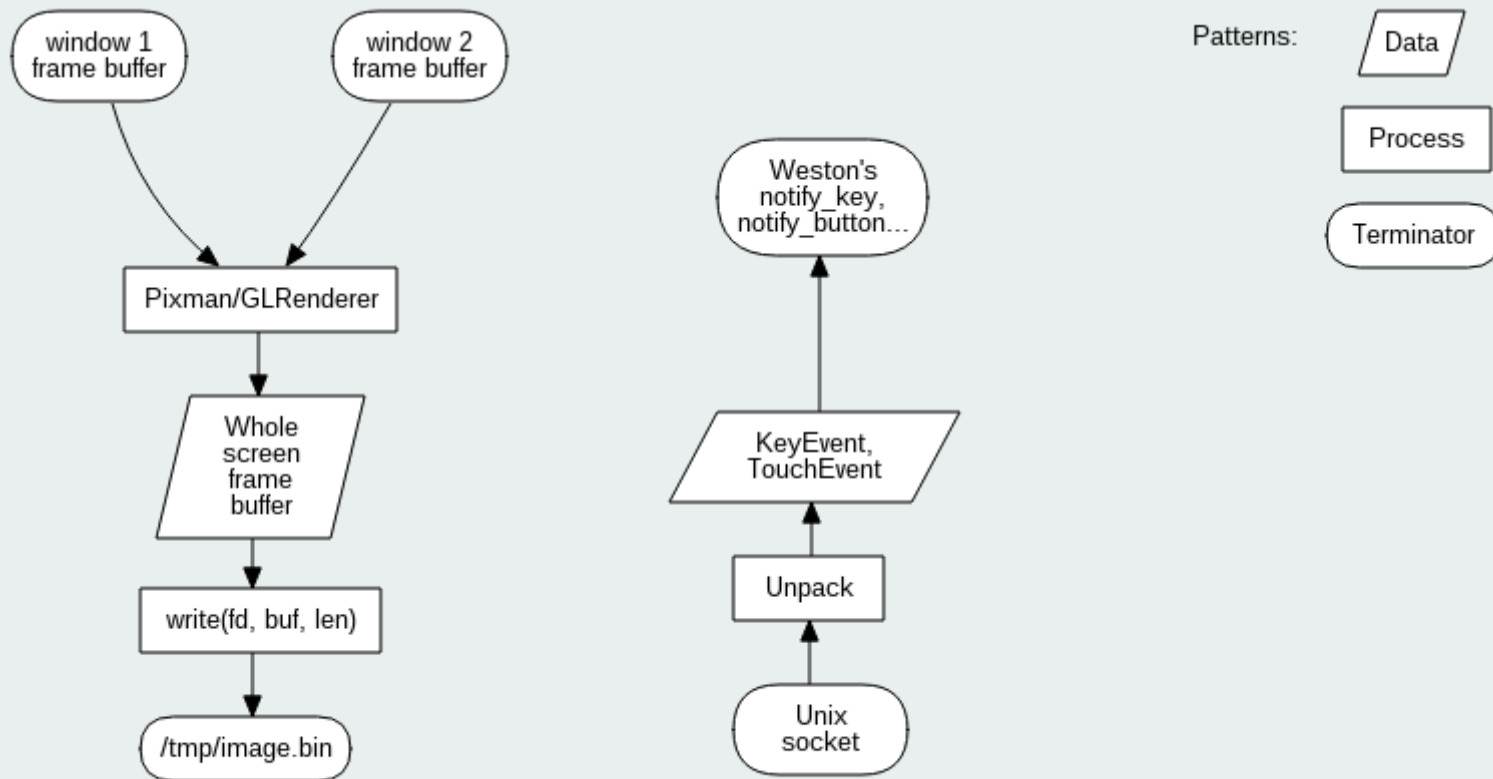 window 1
frame buffer
window 2
frame buffer
Patterns:
Data
Process
Terminator
Weston's
notify_key,
notify_button...
Pixman/GLRenderer
Whole
screen
frame
buffer
KeyEvent,
TouchEvent
write(fd, buf, len)
Unpack
/tmp/image.bin
Unix
socket